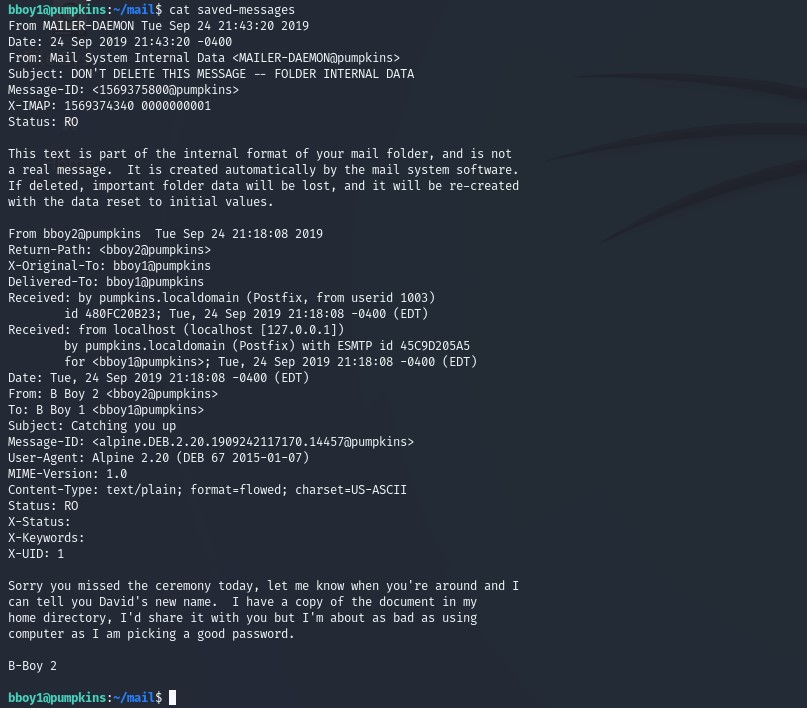 bboy1@pumpkins:~/mail$ cat saved-messages
From MAILER-DAEMON Tue Sep 24 21:43:20 2019
Date: 24 Sep 2019 21:43:20 -0400
From: Mail System Internal Data <MAILER-DAEMON@pumpkins>
Subject: DON'T DELETE THIS MESSAGE -- FOLDER INTERNAL DATA
Message-ID: <1569375800@pumpkins>
X-IMAP: 1569374340 0000000001
Status: RO

This text is part of the internal format of your mail folder, and is not
a real message.  It is created automatically by the mail system software.
If deleted, important folder data will be lost, and it will be re-created
with the data reset to initial values.

From bboy2@pumpkins  Tue Sep 24 21:18:08 2019
Return-Path: <bboy2@pumpkins>
X-Original-To: bboy1@pumpkins
Delivered-To: bboy1@pumpkins
Received: by pumpkins.localdomain (Postfix, from userid 1003)
        id 480FC20B23; Tue, 24 Sep 2019 21:18:08 -0400 (EDT)
Received: from localhost (localhost [127.0.0.1])
        by pumpkins.localdomain (Postfix) with ESMTP id 45C9D205A5
        for <bboy1@pumpkins>; Tue, 24 Sep 2019 21:18:08 -0400 (EDT)
Date: Tue, 24 Sep 2019 21:18:08 -0400 (EDT)
From: B Boy 2 <bboy2@pumpkins>
To: B Boy 1 <bboy1@pumpkins>
Subject: Catching you up
Message-ID: <alpine.DEB.2.20.1909242117170.14457@pumpkins>
User-Agent: Alpine 2.20 (DEB 67 2015-01-07)
MIME-Version: 1.0
Content-Type: text/plain; format=flowed; charset=US-ASCII
Status: RO
X-Status:
X-Keywords:
X-UID: 1

Sorry you missed the ceremony today, let me know when you're around and I
can tell you David's new name.  I have a copy of the document in my
home directory, I'd share it with you but I'm about as bad as using
computer as I am picking a good password.

B-Boy 2

bboy1@pumpkins:~/mail$